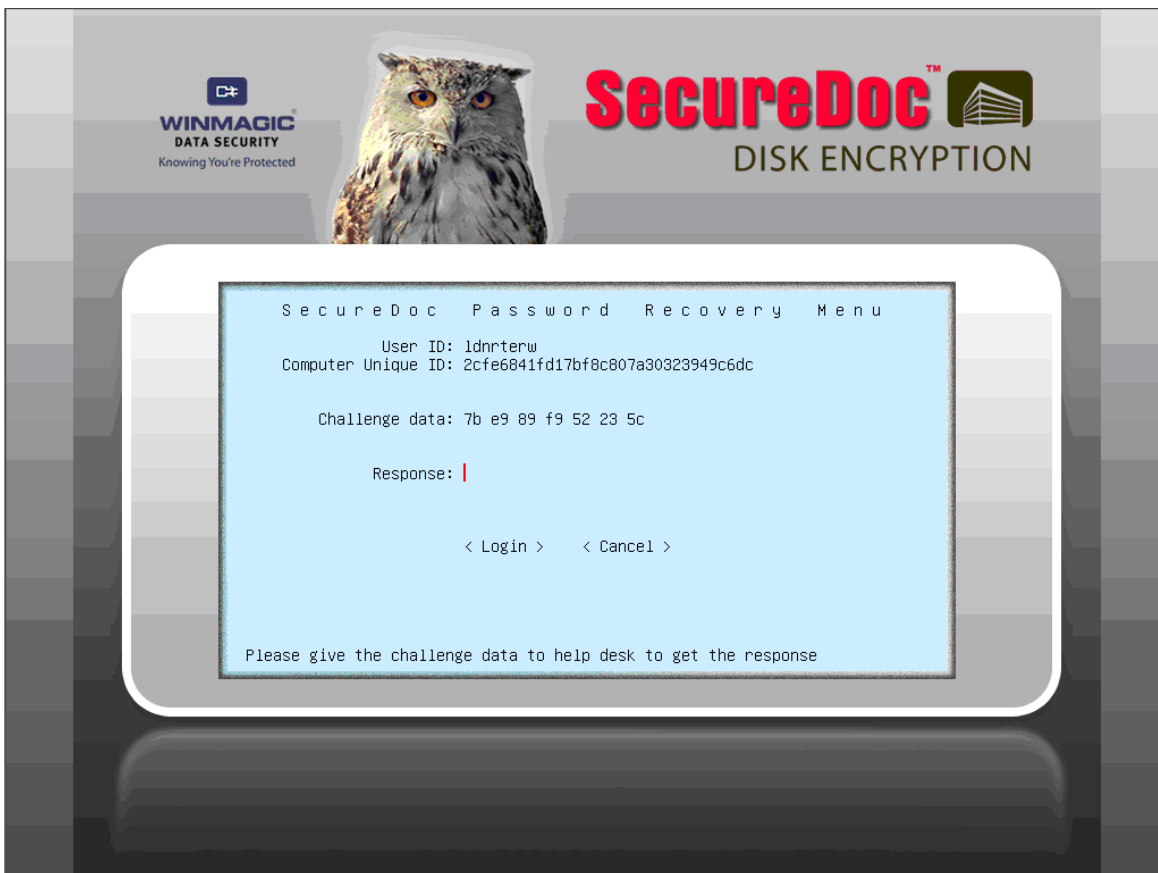 WINMAGIC®
DATA SECURITY
Knowing You're Protected
SecureDoc™
DISK ENCRYPTION
SecureDoc Password Recovery Menu
User ID: ldnrterw
Computer Unique ID: 2cfe6841fd17bf8c807a30323949c6dc
Challenge data: 7b e9 89 f9 52 23 5c
Response:
< Login > < Cancel >
Please give the challenge data to help desk to get the response